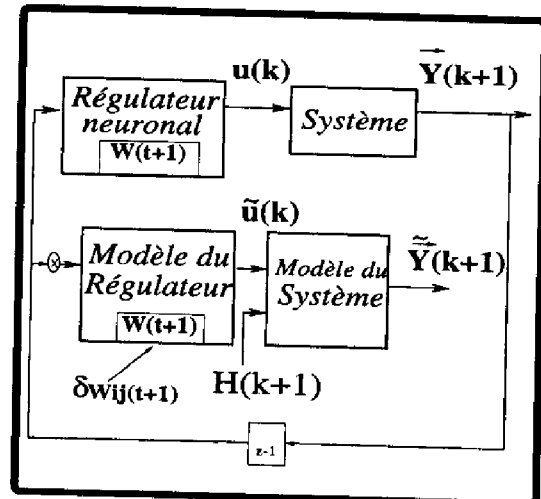 u(k)
Y(k+1)
Régulateur
neuronal
W(t+1)
Système
ũ(k)
Ỹ(k+1)
x
Modèle du
Régulateur
W(t+1)
Modèle du
Système
δWij(t+1)
H(k+1)
z-1